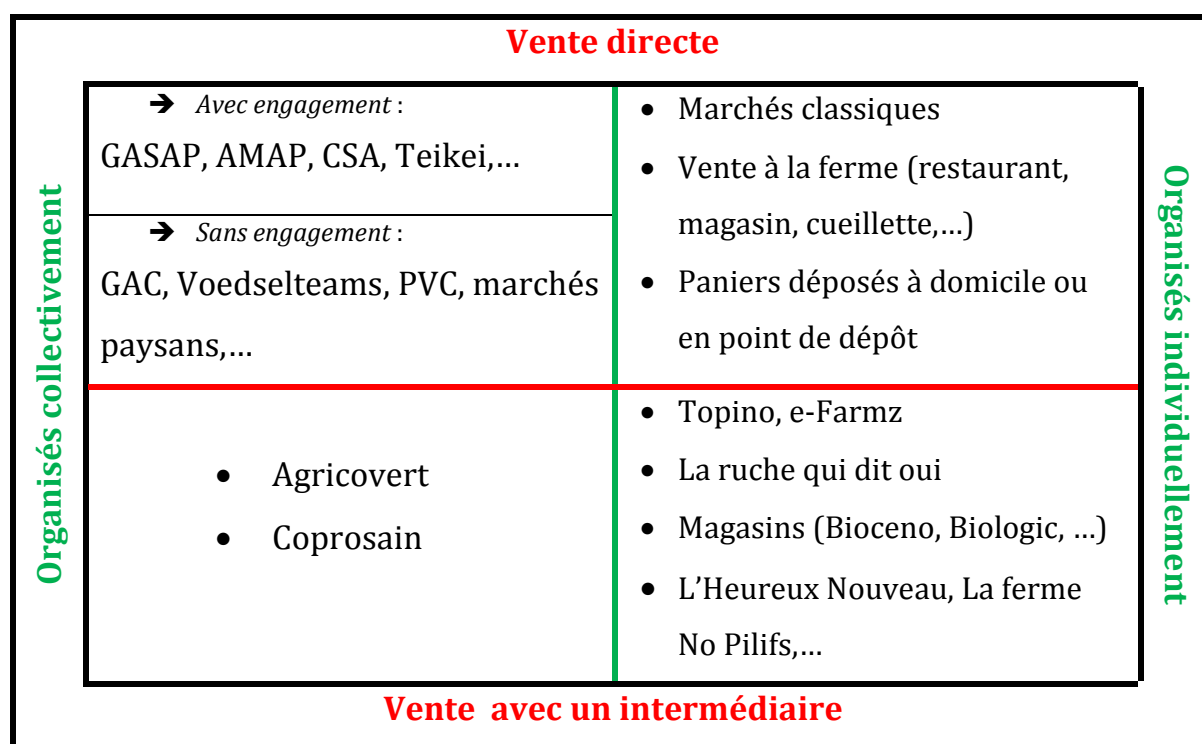 Vente directe
Organisés collectivement
➔ Avec engagement :
GASAP, AMAP, CSA, Teikei,…
➔ Sans engagement :
GAC, Voedselteams, PVC, marchés
paysans,…
• Marchés classiques
• Vente à la ferme (restaurant,
magasin, cueillette,…)
• Paniers déposés à domicile ou
en point de dépôt
Organisés individuellement
• Agricovert
• Coprosain
• Topino, e-Farmz
• La ruche qui dit oui
• Magasins (Bioceno, Biologic, …)
• L’Heureux Nouveau, La ferme
No Pilifs,…
Vente avec un intermédiaire